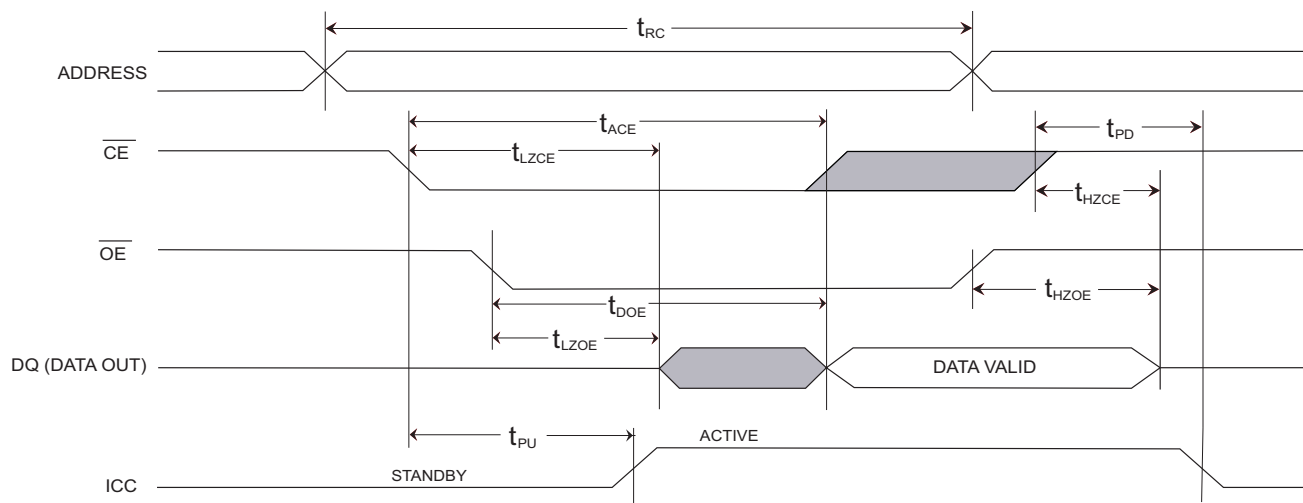 tRC
ADDRESS
tACE
tPD
CE
tLZCE
tHZCE
OE
tDOE
tHZOE
tLZOE
DQ (DATA OUT)
DATA VALID
tPU
ACTIVE
STANDBY
ICC